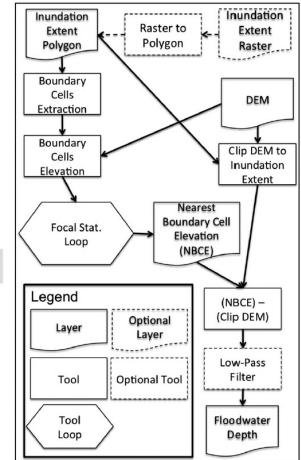 Inundation
Extent
Polygon
Raster to
Polygon
Inundation
Extent
Raster
Boundary
Cells
Extraction
DEM
Boundary
Cells
Elevation
Clip DEM to
Inundation
Extent
Focal Stat.
Loop
Nearest
Boundary Cell
Elevation
(NBCE)
Legend
Layer
Optional
Layer
Tool
Optional Tool
Tool
Loop
(NBCE) –
(Clip DEM)
Low-Pass
Filter
Floodwater
Depth